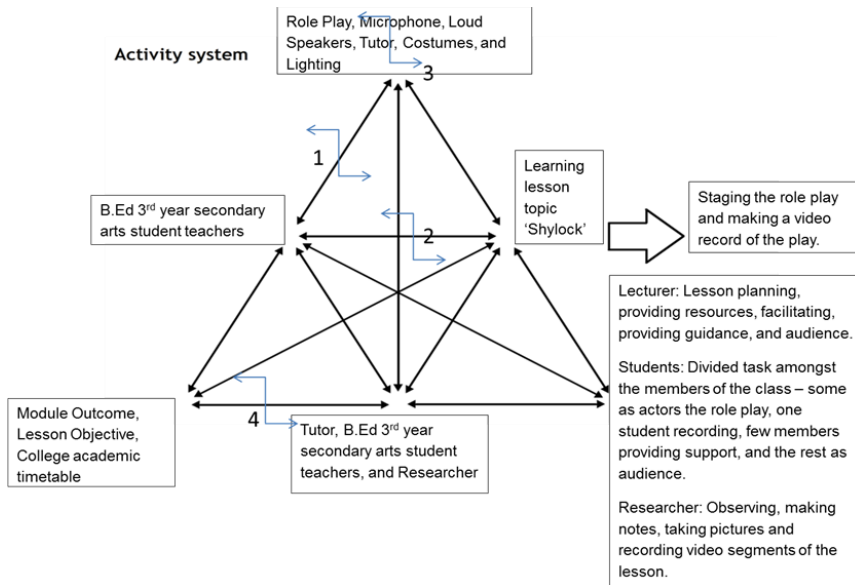 Role Play, Microphone, Loud
Speakers, Tutor, Costumes, and
Lighting
Activity system
3
1
Learning
lesson
topic
‘Shylock’
B.Ed 3rd year secondary
arts student teachers
2
Staging the role play
and making a video
record of the play.
Lecturer: Lesson planning,
providing resources, facilitating,
providing guidance, and audience.
Students: Divided task amongst
the members of the class – some
as actors the role play, one
student recording, few members
providing support, and the rest as
audience.
Researcher: Observing, making
notes, taking pictures and
recording video segments of the
lesson.
Module Outcome,
Lesson Objective,
College academic
timetable
4
Tutor, B.Ed 3rd year
secondary arts student
teachers, and Researcher